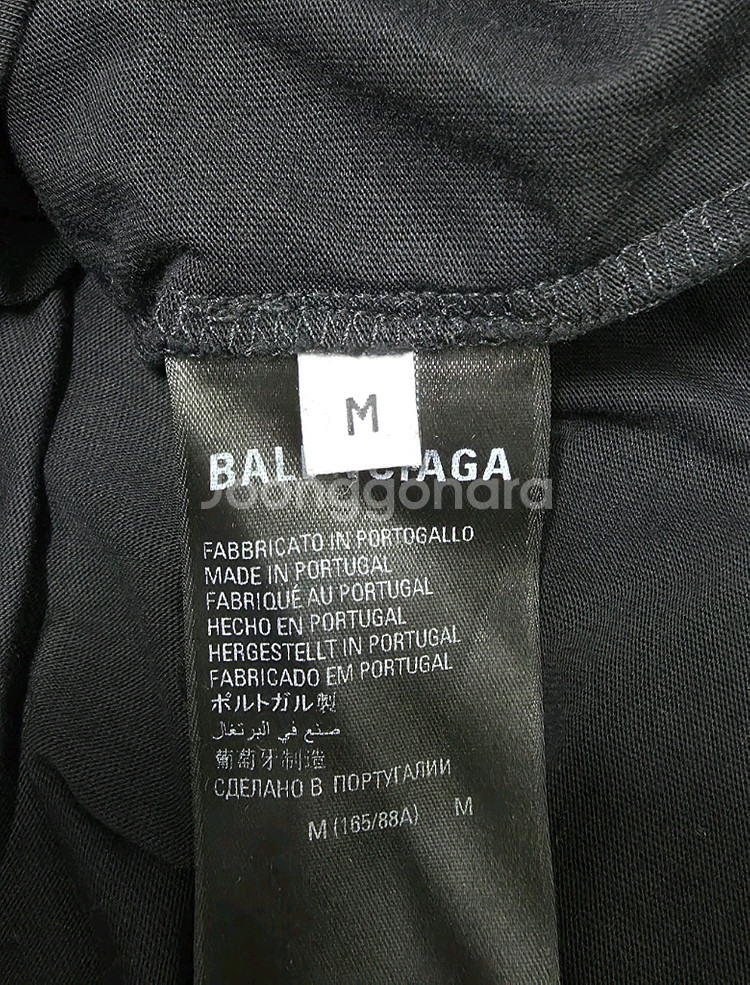 M
BAL CIAGA
Joonggonara
FABBRICATO IN PORTOGALLO
MADE IN PORTUGAL
FABRIQUÉ AU PORTUGAL
HECHO EN PORTUGAL
HERGESTELLT IN PORTUGAL
FABRICADO EM PORTUGAL
ポルトガル製
صنع في البرتغال
葡萄牙制造
СДЕЛАНО В ПОРТУГАЛИИ
M (165/88A) M